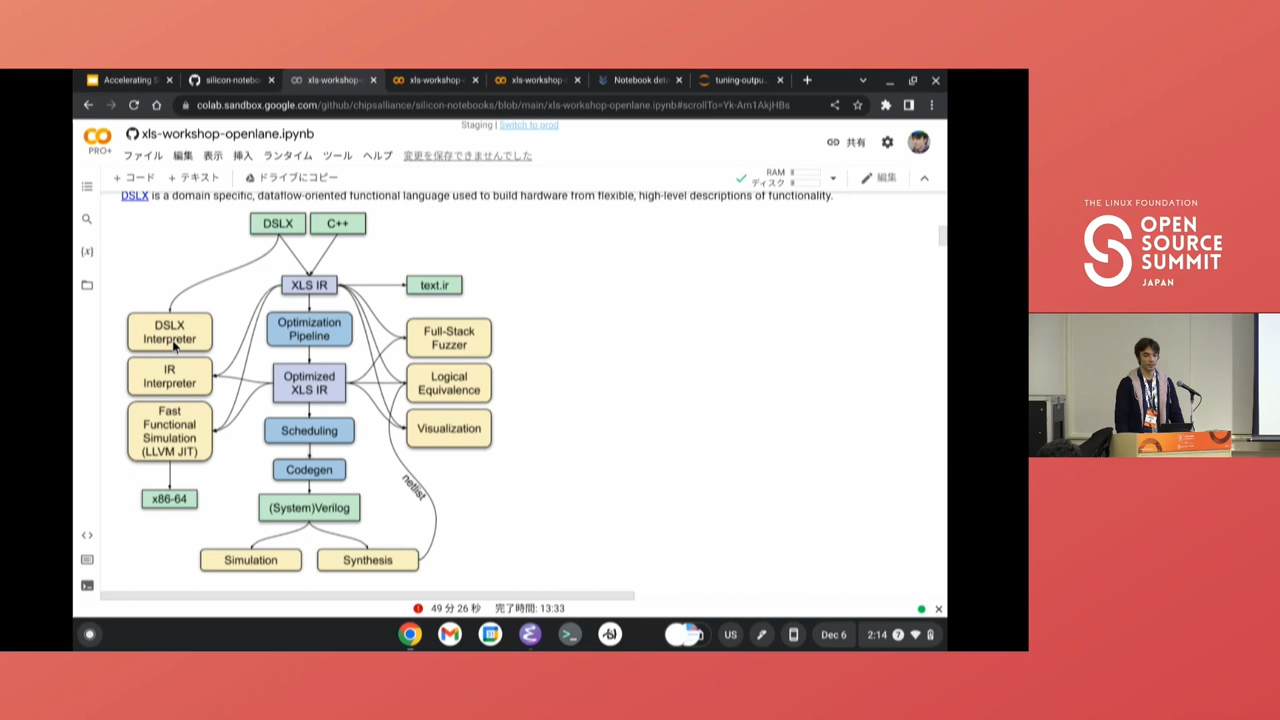 Accelerating S
silicon-notebo
xls-workshop-
xls-workshop-
xls-workshop-
Notebook deta
tuning-outpu
colab.sandbox.google.com/github/chipsalliance/silicon-notebooks/blob/main/xls-workshop-openlane.ipynb#scrollTo=Yk-Am1AkjHBs
Staging | Switch to prod
PRO+
xls-workshop-openlane.ipynb
共有
ファイル 編集 表示 挿入 ランタイム ツール ヘルプ 変更を保存できませんでした
+ コード + テキスト ドライブにコピー
RAM
ディスク
編集
DSLX is a domain specific, dataflow-oriented functional language used to build hardware from flexible, high-level descriptions of functionality.
DSLX
C++
XLS IR
text.ir
DSLX
Interpreter
Optimization
Pipeline
Full-Stack
Fuzzer
IR
Interpreter
Optimized
XLS IR
Logical
Equivalence
Fast
Functional
Simulation
(LLVM JIT)
Scheduling
Visualization
Codegen
netlist
x86-64
(System)Verilog
Simulation
Synthesis
49 分 26 秒 完了時間: 13:33
US
Dec 6
2:14
THE LINUX FOUNDATION
OPEN
SOURCE
SUMMIT
JAPAN